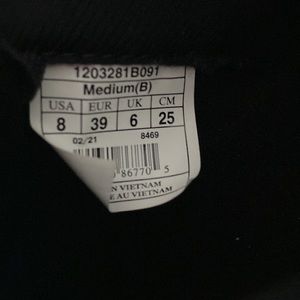 1203281B091
Medium(B)
USA EUR UK CM
8 39 6 25
02/21 8469
86770 5
N VIETNAM
E AU VIETNAM